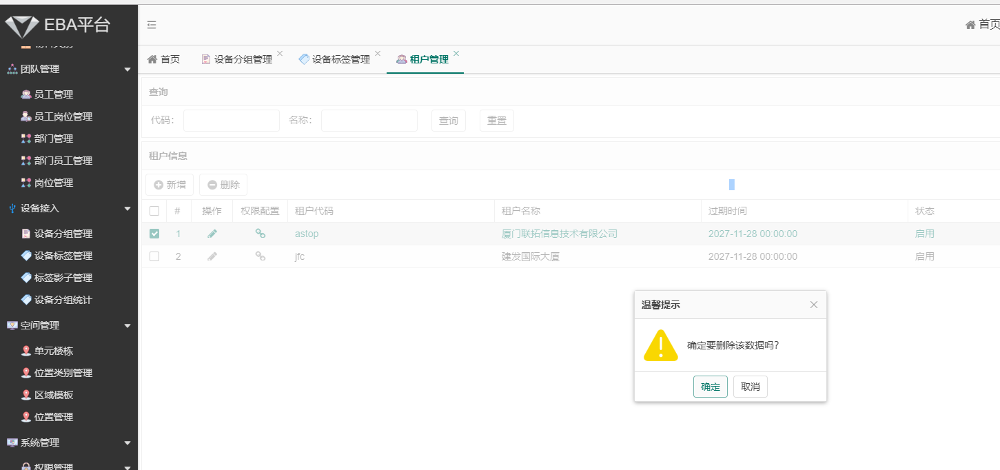 EBA平台
首页
首页
设备分组管理
设备标签管理
租户管理
团队管理
员工管理
员工岗位管理
部门管理
部门员工管理
岗位管理
设备接入
设备分组管理
设备标签管理
标签影子管理
设备分组统计
空间管理
单元楼栋
位置类别管理
区域模板
位置管理
系统管理
权限管理
查询
代码：
名称：
查询
重置
租户信息
新增
删除
# 操作 权限配置 租户代码 租户名称 过期时间 状态
1 astop 厦门联拓信息技术有限公司 2027-11-28 00:00:00 启用
2 jfc 建发国际大厦 2027-11-28 00:00:00 启用
温馨提示
确定要删除该数据吗?
确定
取消